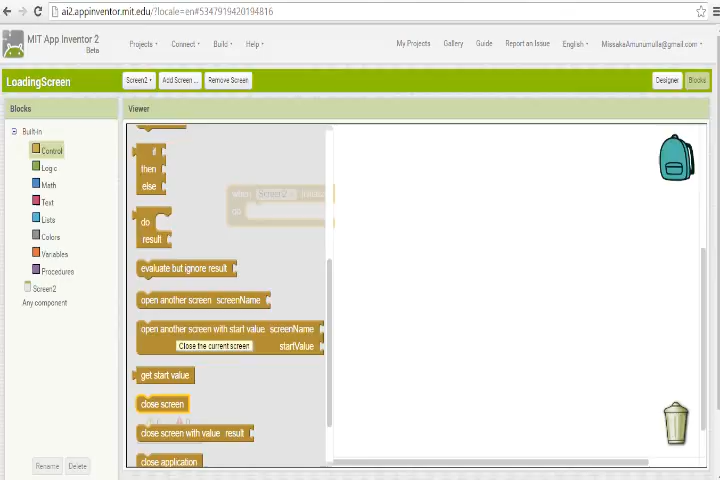 ai2.appinventor.mit.edu/?locale=en#5347919420194816
MIT App Inventor 2
Beta
Projects Connect Build Help My Projects Gallery Guide Report an Issue English MissakaAmunumulla@gmail.com
LoadingScreen Screen2 Add Screen ... Remove Screen Designer Blocks
Blocks Viewer
Built-in
Control
Logic
Math
Text
Lists
Colors
Variables
Procedures
Screen2
Any component
Rename Delete
if
then
else
when Screen2
do
do
result
evaluate but ignore result
open another screen screenName
open another screen with start value screenName
startValue
Close the current screen
get start value
close screen
close screen with value result
close application